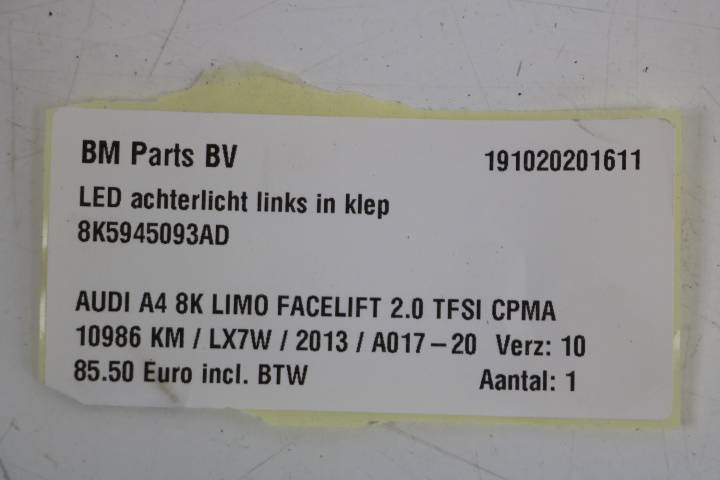 BM Parts BV 191020201611
LED achterlicht links in klep
8K5945093AD
AUDI A4 8K LIMO FACELIFT 2.0 TFSI CPMA
10986 KM / LX7W / 2013 / A017-20 Verz: 10
85.50 Euro incl. BTW Aantal: 1